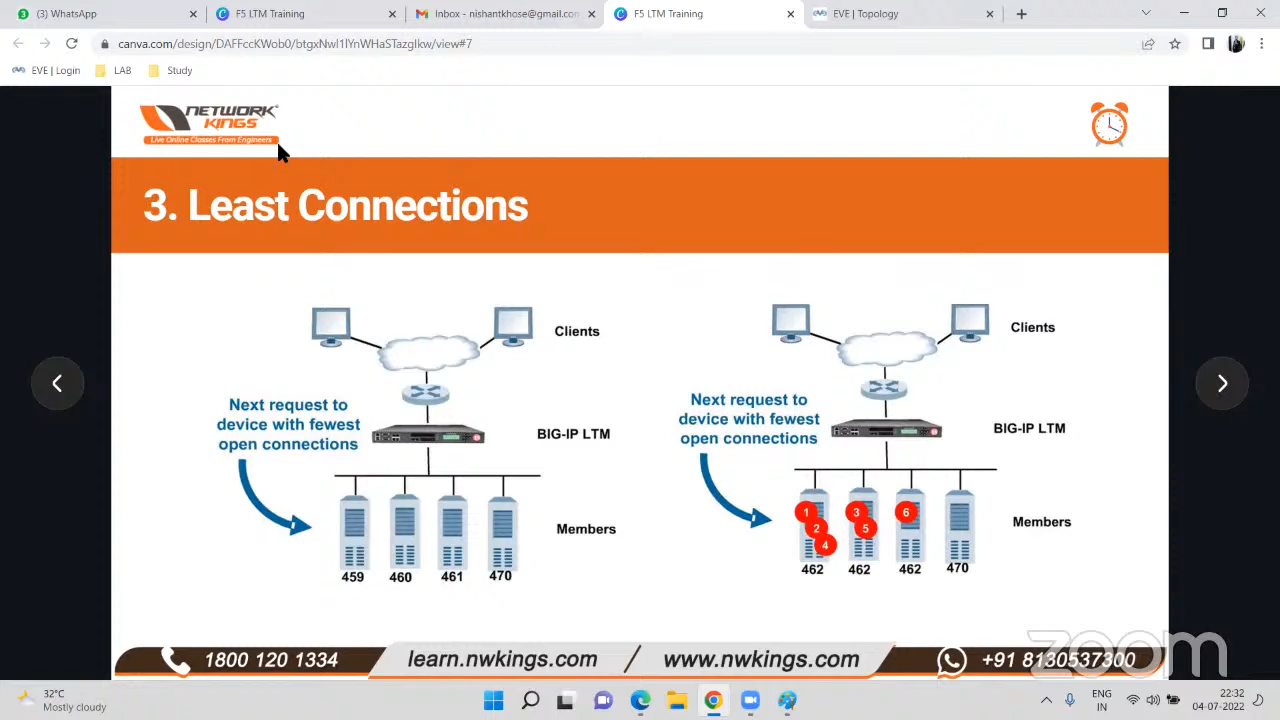 WhatsApp
F5 LTM Training
Inbox - nishantkhose@gmail.con
F5 LTM Training
EVE | Topology
canva.com/design/DAFfccKWob0/btgxNwl1lYnWHaSTazgIkw/view#7
EVE | Login
LAB
Study
NETWORK
KINGS
Live Online Classes From Engineers
3. Least Connections
Clients
Next request to
device with fewest
open connections
BIG-IP LTM
Members
459 460 461 470
Clients
Next request to
device with fewest
open connections
BIG-IP LTM
1 3 6
2 5
4
Members
462 462 462 470
1800 120 1334
learn.nwkings.com
www.nwkings.com
+91 8130537300
zoom
32°C
Mostly cloudy
ENG
IN
22:32
04-07-2022